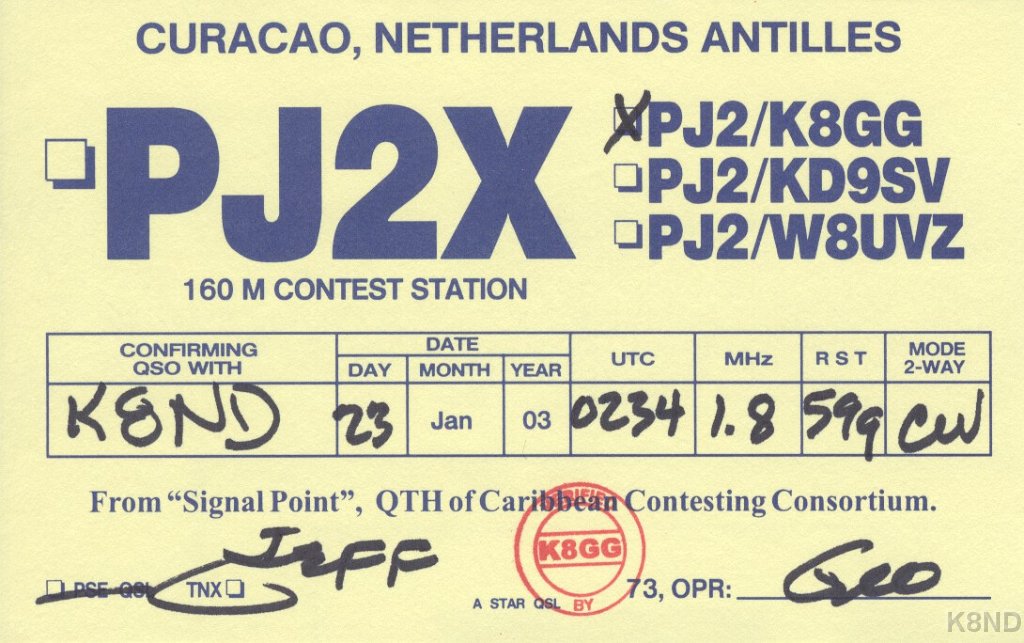 CURACAO, NETHERLANDS ANTILLES
PJ2X
PJ2/K8GG
PJ2/KD9SV
PJ2/W8UVZ
160 M CONTEST STATION
CONFIRMING QSO WITH DATE DAY MONTH YEAR UTC MHz RST MODE 2-WAY
K8ND 23 Jan 03 0234 1.8 599 CW
From “Signal Point”, QTH of Caribbean Contesting Consortium.
Jeff
VERIFIED
K8GG
BY
PSE QSL TNX
A STAR QSL
73, OPR: Geo
K8ND